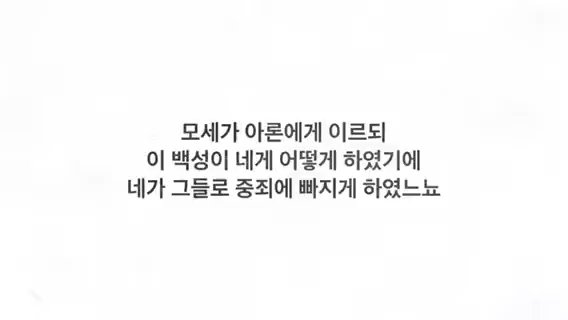 모세가 아론에게 이르되
이 백성이 네게 어떻게 하였기에
네가 그들로 중죄에 빠지게 하였느뇨